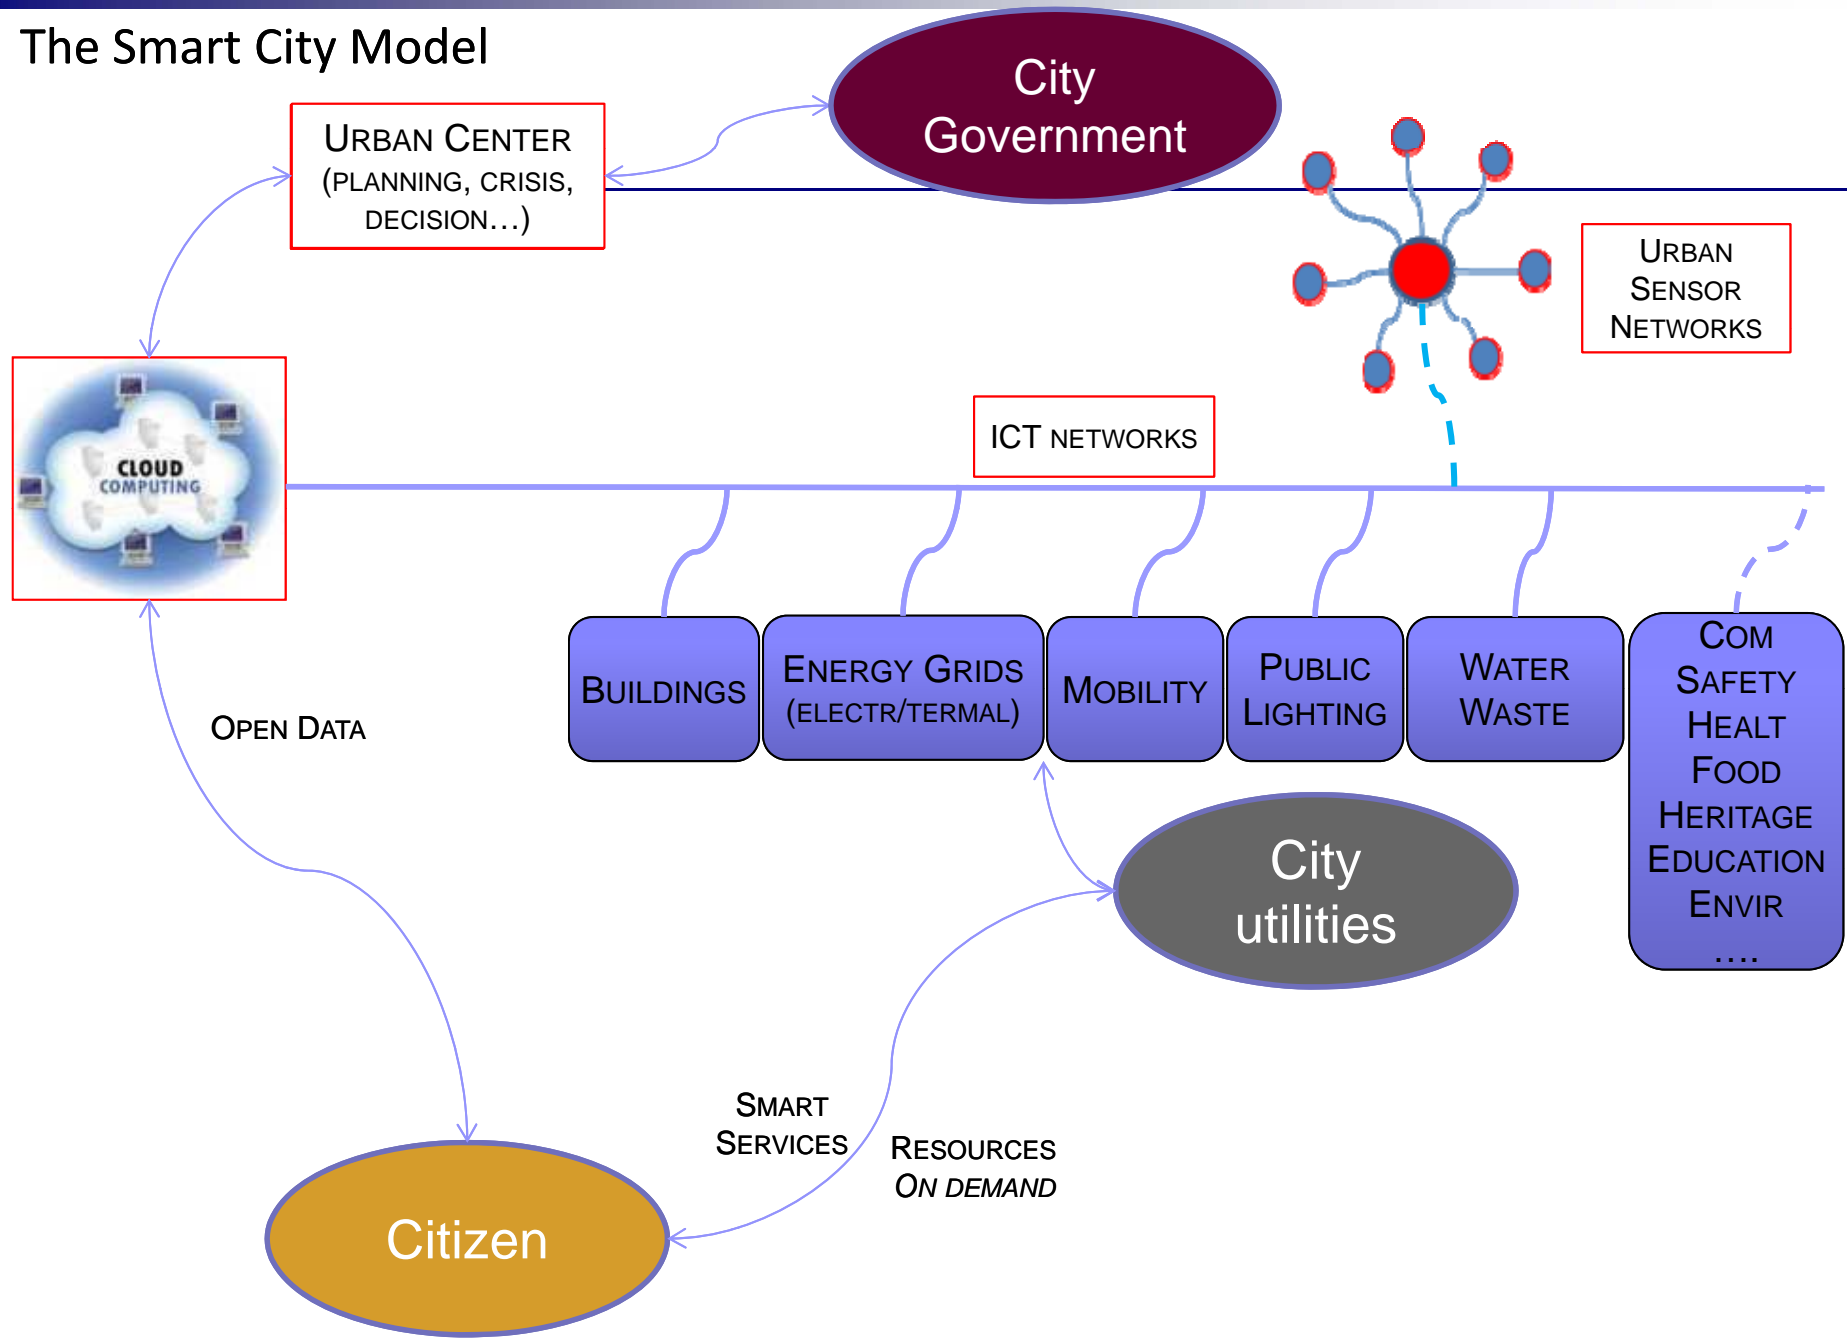 The Smart City Model
City
Government
URBAN CENTER
(PLANNING, CRISIS,
DECISION...)
URBAN
SENSOR
NETWORKS
ICT NETWORKS
CLOUD
COMPUTING
BUILDINGS
ENERGY GRIDS
(ELECTR/TERMAL)
MOBILITY
PUBLIC
LIGHTING
WATER
WASTE
COM
SAFETY
HEALT
FOOD
HERITAGE
EDUCATION
ENVIR
....
OPEN DATA
City
utilities
SMART
SERVICES
RESOURCES
ON DEMAND
Citizen